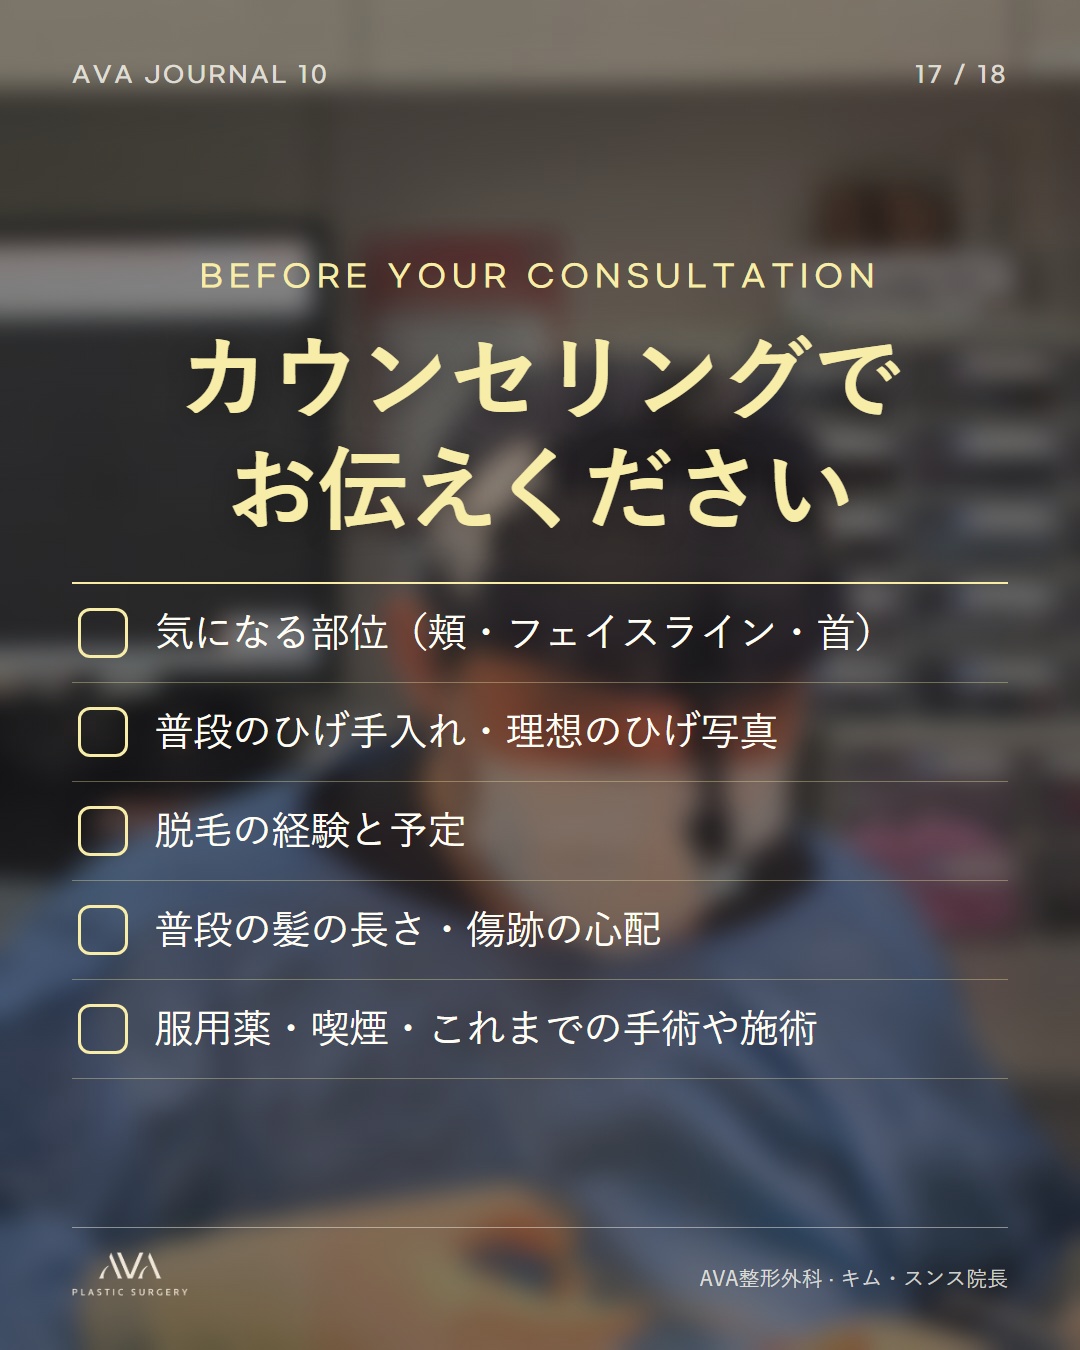 AVA JOURNAL 10
17 / 18
BEFORE YOUR CONSULTATION
カウンセリングで
お伝えください
気になる部位（頬・フェイスライン・首）
普段のひげ手入れ・理想のひげ写真
脱毛の経験と予定
普段の髪の長さ・傷跡の心配
服用薬・喫煙・これまでの手術や施術
AVA
PLASTIC SURGERY
AVA整形外科 · キム・スンス院長